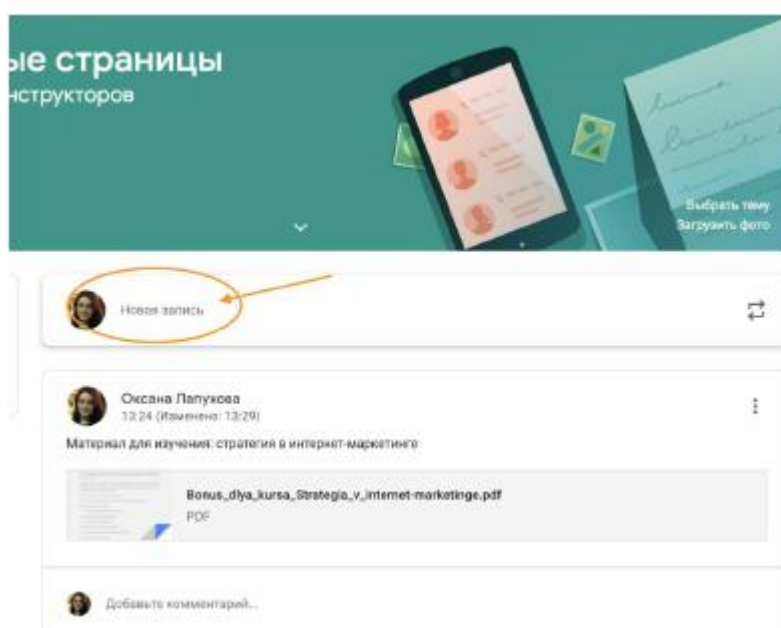 ые страницы
нструкторов
Выбрать тему
Загрузить фото
Новая запись
Оксана Лапухова
13:24 (Изменено: 13:29)
Материал для изучения: стратегия в интернет-маркетинге
Bonus_dlya_kursa_Strategia_v_internet-marketinge.pdf
PDF
Добавьте комментарий...